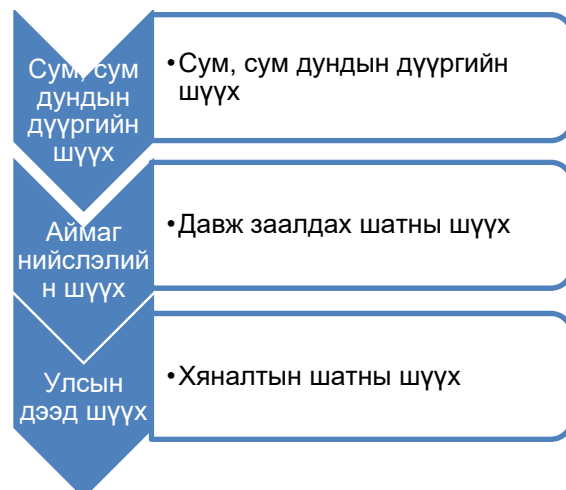 Сум, сум
дундын
дүүргийн
шүүх
•Сум, сум дундын дүүргийн
шүүх
Аймаг
нийслэлий
н шүүх
•Давж заалдах шатны шүүх
Улсын
дээд шүүх
•Хяналтын шатны шүүх